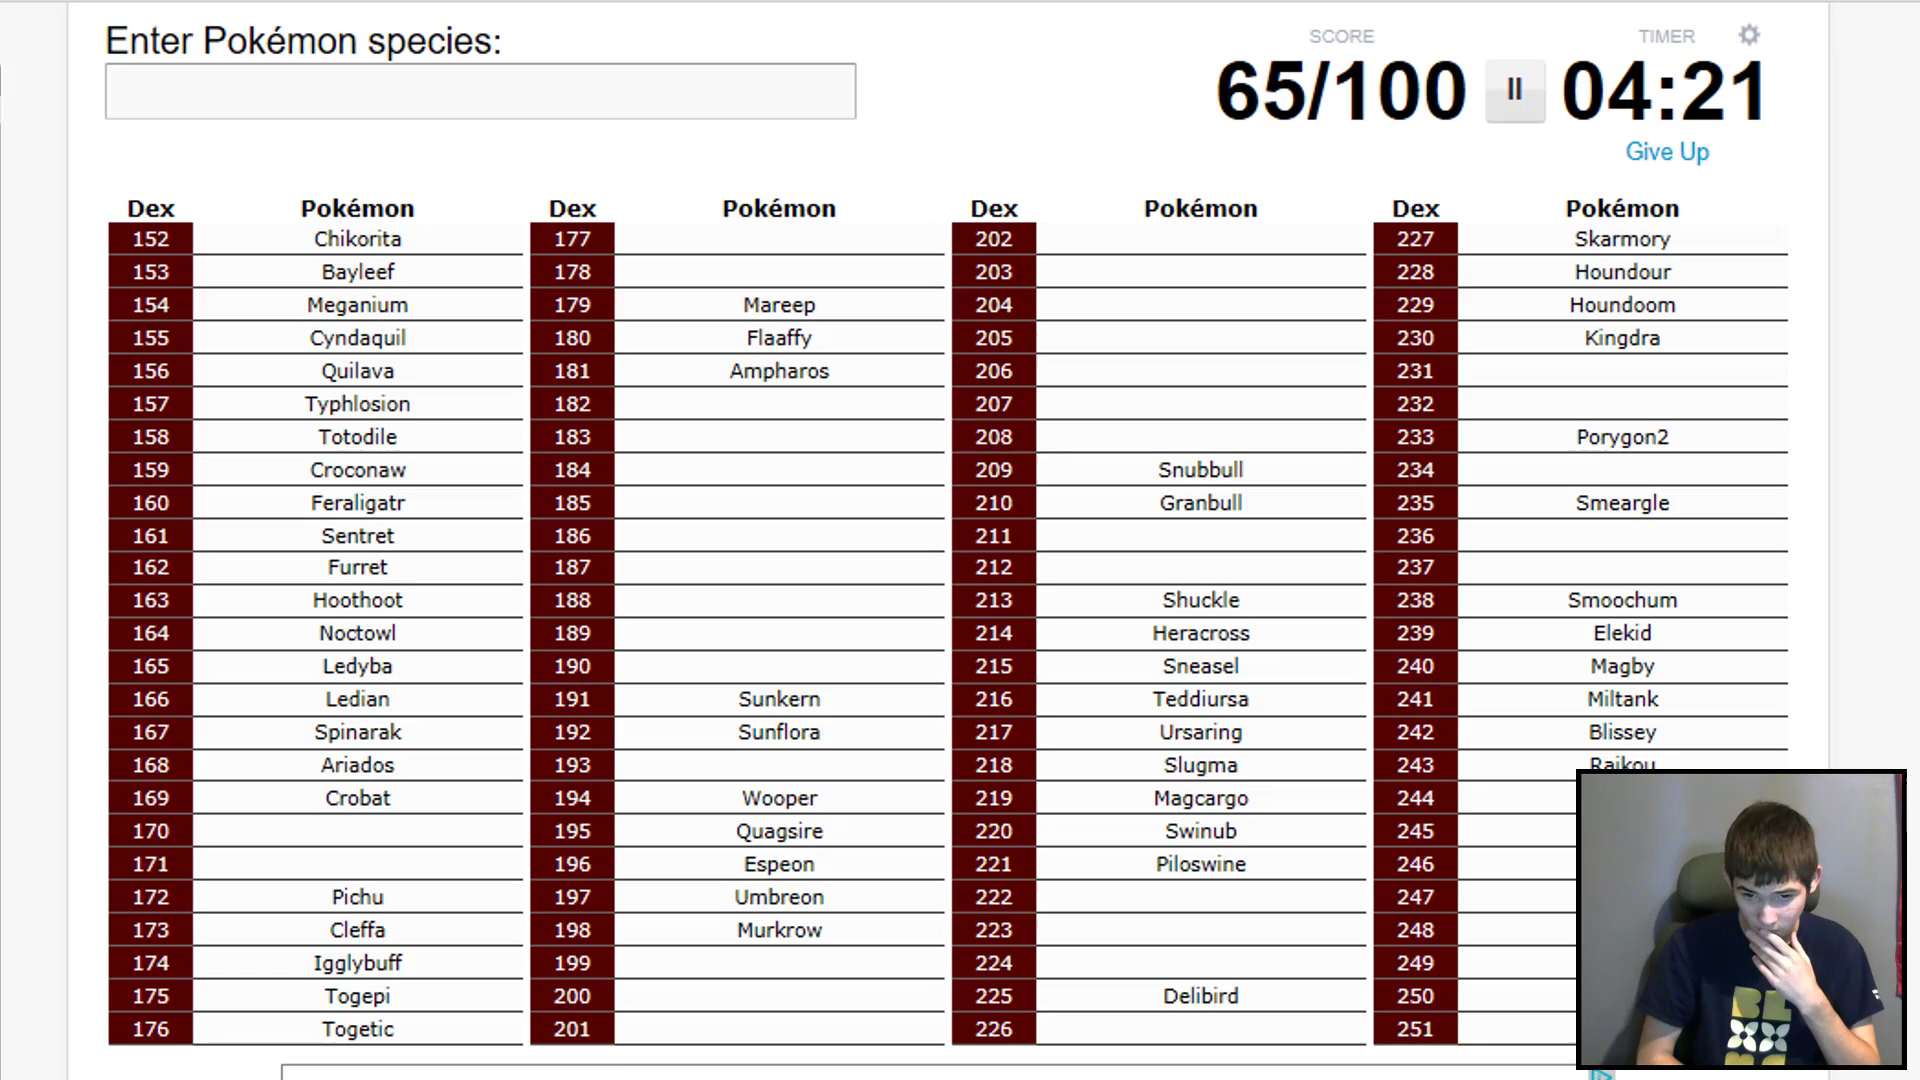 Enter Pokémon species:
SCORE TIMER
65/100 04:21
Give Up
Dex Pokémon Dex Pokémon Dex Pokémon Dex Pokémon
152 Chikorita 177 202 227 Skarmory
153 Bayleef 178 203 228 Houndour
154 Meganium 179 Mareep 204 229 Houndoom
155 Cyndaquil 180 Flaaffy 205 230 Kingdra
156 Quilava 181 Ampharos 206 231
157 Typhlosion 182 207 232
158 Totodile 183 208 233 Porygon2
159 Croconaw 184 209 Snubbull 234
160 Feraligatr 185 210 Granbull 235 Smeargle
161 Sentret 186 211 236
162 Furret 187 212 237
163 Hoothoot 188 213 Shuckle 238 Smoochum
164 Noctowl 189 214 Heracross 239 Elekid
165 Ledyba 190 215 Sneasel 240 Magby
166 Ledian 191 Sunkern 216 Teddiursa 241 Miltank
167 Spinarak 192 Sunflora 217 Ursaring 242 Blissey
168 Ariados 193 218 Slugma 243 Raikou
169 Crobat 194 Wooper 219 Magcargo 244
170 195 Quagsire 220 Swinub 245
171 196 Espeon 221 Piloswine 246
172 Pichu 197 Umbreon 222 247
173 Cleffa 198 Murkrow 223 248
174 Igglybuff 199 224 249
175 Togepi 200 225 Delibird 250
176 Togetic 201 226 251